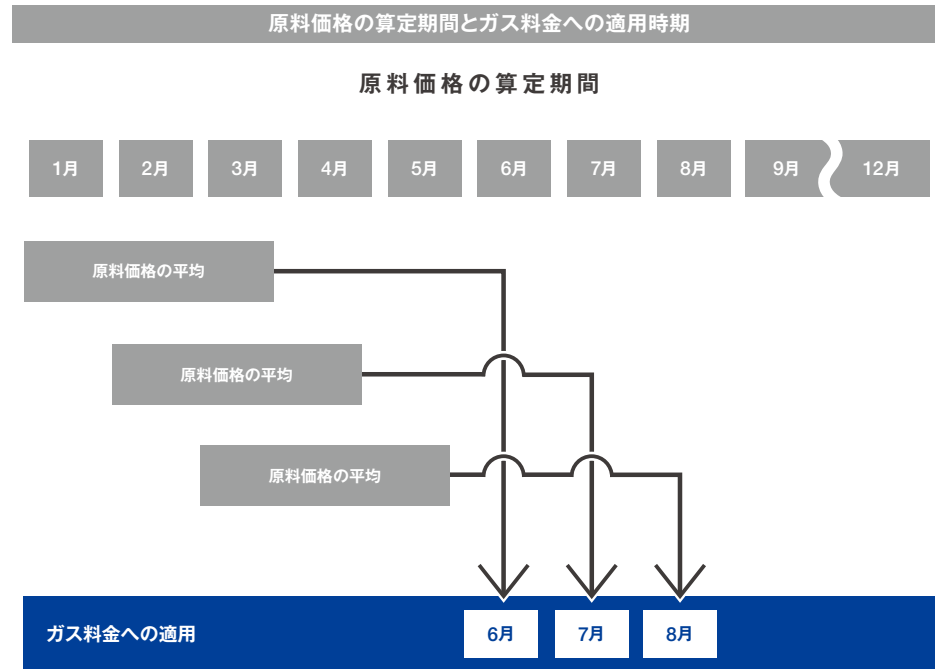 原料価格の算定期間とガス料金への適用時期
原料価格の算定期間
1月 2月 3月 4月 5月 6月 7月 8月 9月 12月
原料価格の平均
原料価格の平均
原料価格の平均
ガス料金への適用 6月 7月 8月